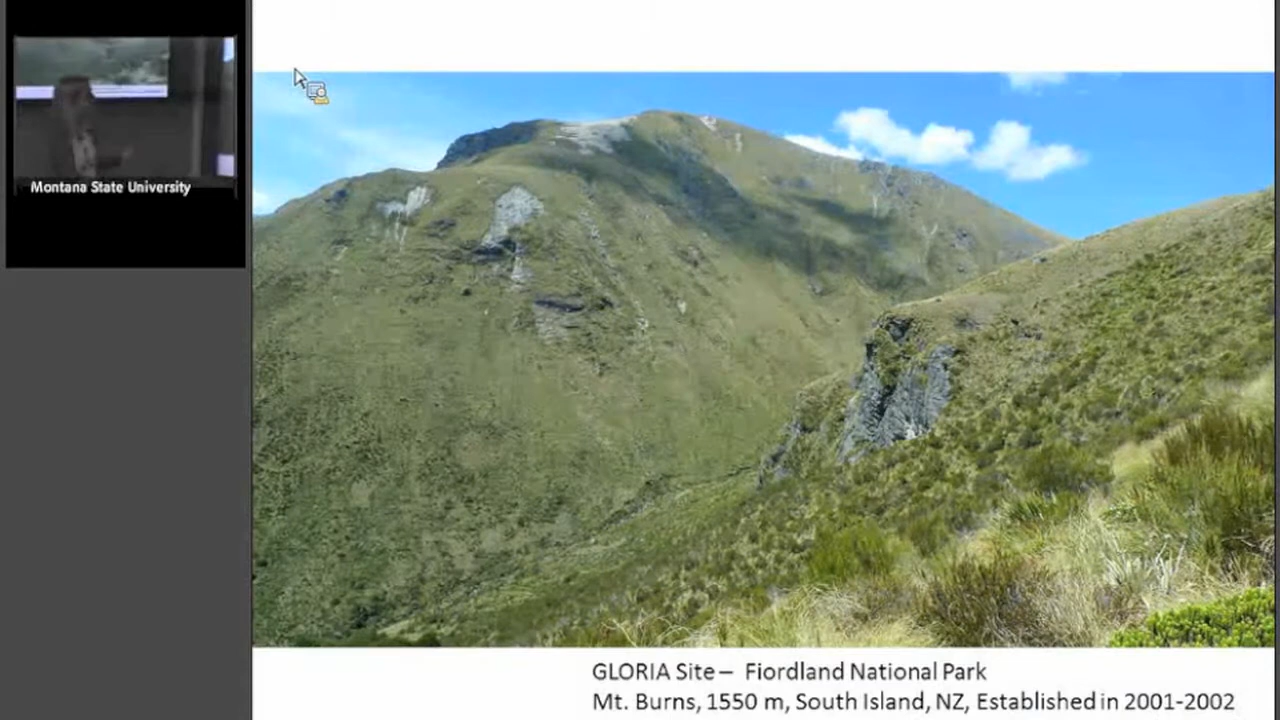 Montana State University
GLORIA Site – Fiordland National Park
Mt. Burns, 1550 m, South Island, NZ, Established in 2001-2002